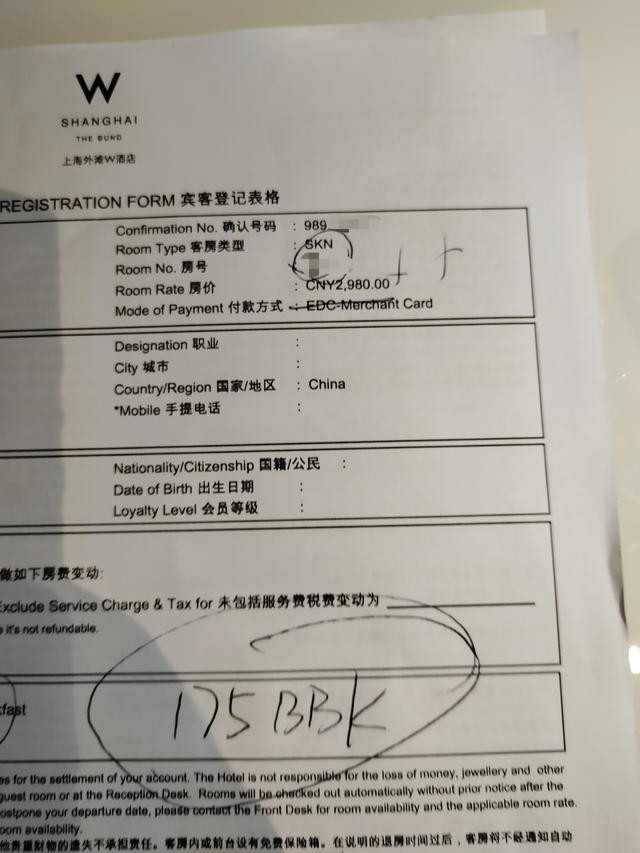 W
SHANGHAI
THE BUND
上海外滩W酒店
REGISTRATION FORM 宾客登记表格
Confirmation No. 确认号码 : 989
Room Type 客房类型 : SKN
Room No. 房号 :
Room Rate 房价 : CNY2,980.00 + +
Mode of Payment 付款方式 : EDC-Merchant Card
Designation 职业 :
City 城市 :
Country/Region 国家/地区 : China
*Mobile 手提电话 :
Nationality/Citizenship 国籍/公民 :
Date of Birth 出生日期 :
Loyalty Level 会员等级 :
做如下房费变动:
Exclude Service Charge & Tax for 未包括服务费税费变动为
it's not refundable.
kfast
175 BBK
es for the settlement of your account. The Hotel is not responsible for the loss of money, jewellery and other
guest room or at the Reception Desk. Rooms will be checked out automatically without prior notice after the
ostpone your departure date, please contact the Front Desk for room availability and the applicable room rate.
oom availability.
他贵重财物的遗失不承担责任。客房内或前台设有免费保险箱。在说明的退房时间过后，客房将不经通知自动